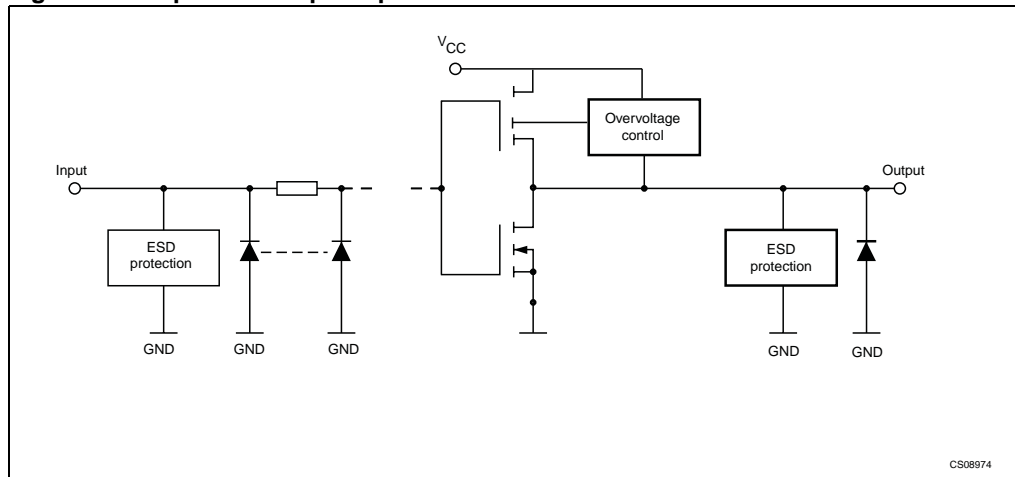 VCC
Overvoltage
control
Input
Output
ESD
protection
ESD
protection
GND
GND
GND
GND
GND
CS08974